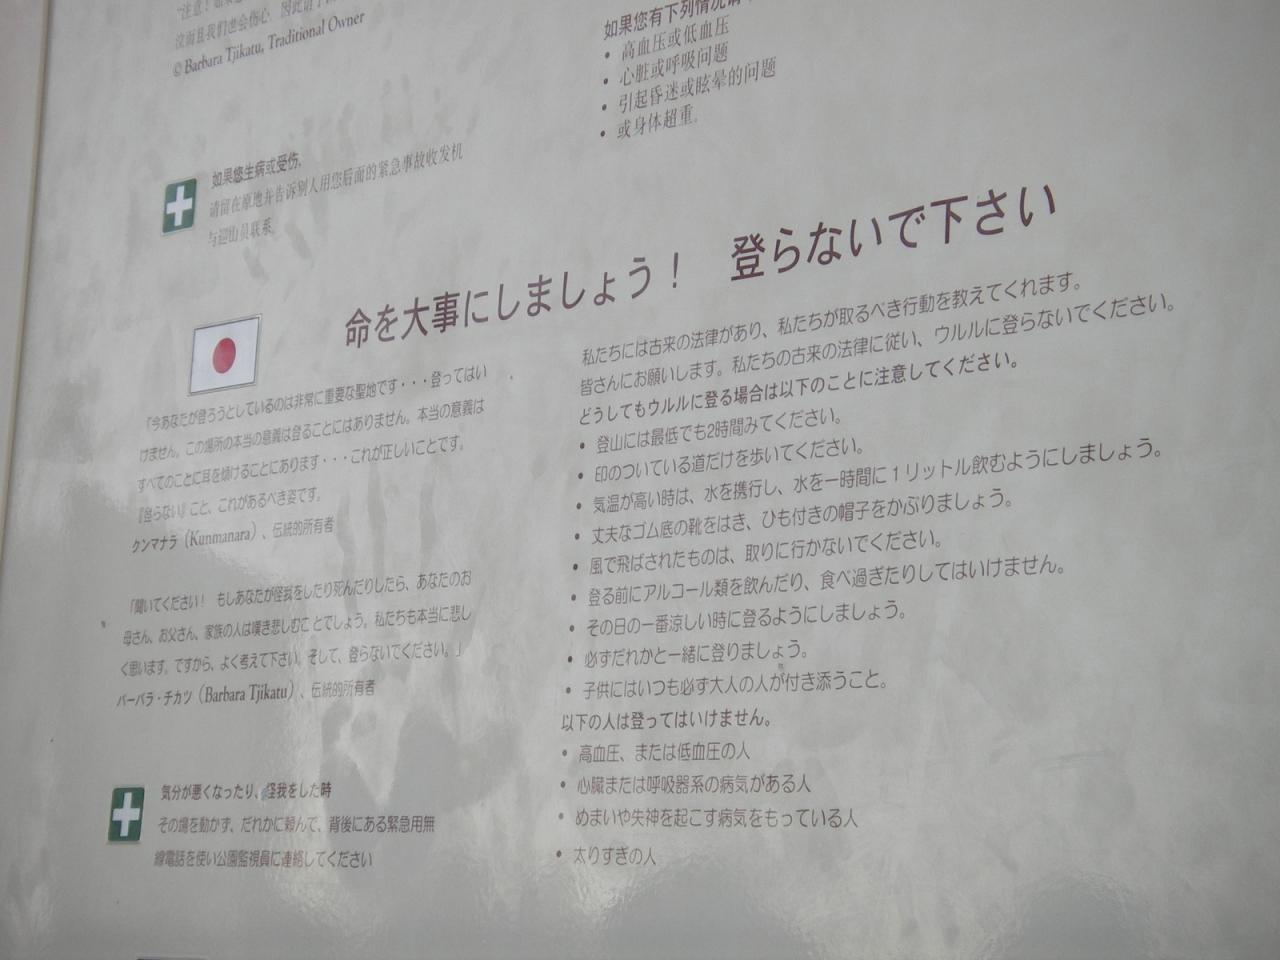 "注意!如果您
© Barbara Tjikatu, Traditional Owner
如果您有下列情况请
• 高血压或低血压
• 心脏或呼吸问题
• 引起昏迷或眩晕的问题
• 或身体超重。
如果您生病或受伤,
请留在原地并告诉别人用您后面的紧急事故收发机
与巡山员联系。
命を大事にしましょう! 登らないで下さい
「今あなたが登ろうとしているのは非常に重要な聖地です・・・登ってはい
けません。この場所の本当の意義は登ることにはありません。本当の意義は
すべてのことに耳を傾けることにあります・・・これが正しいことです。
『登らない』こと、これがあるべき姿です。
クンマナラ(Kunmanara)、伝統的所有者
「聞いてください! もしあなたが怪我をしたり死んだりしたら、あなたのお
母さん、お父さん、家族の人は嘆き悲しむことでしょう。私たちも本当に悲し
く思います。ですから、よく考えて下さい。そして、登らないでください。」
バーバラ・チカツ(Barbara Tjikatu)、伝統的所有者
気分が悪くなったり、怪我をした時
その場を動かず、だれかに頼んで、背後にある緊急用無
線電話を使い公園監視員に連絡してください
私たちには古来の法律があり、私たちが取るべき行動を教えてくれます。
皆さんにお願いします。私たちの古来の法律に従い、ウルルに登らないでください。
どうしてもウルルに登る場合は以下のことに注意してください。
• 登山には最低でも2時間みてください。
• 印のついている道だけを歩いてください。
• 気温が高い時は、水を携行し、水を一時間に1リットル飲むようにしましょう。
• 丈夫なゴム底の靴をはき、ひも付きの帽子をかぶりましょう。
• 風で飛ばされたものは、取りに行かないでください。
• 登る前にアルコール類を飲んだり、食べ過ぎたりしてはいけません。
• その日の一番涼しい時に登るようにしましょう。
• 必ずだれかと一緒に登りましょう。
• 子供にはいつも必ず大人の人が付き添うこと。
以下の人は登ってはいけません。
• 高血圧、または低血圧の人
• 心臓または呼吸器系の病気がある人
• めまいや失神を起こす病気をもっている人
• 太りすぎの人